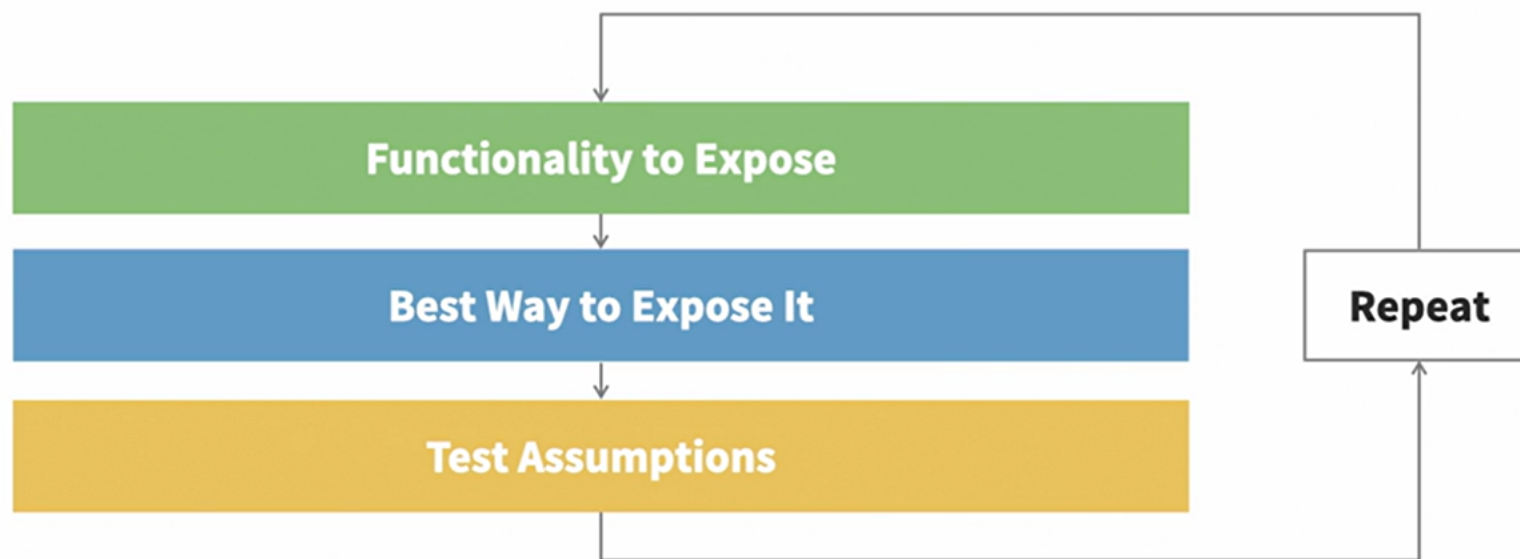 Functionality to Expose
Best Way to Expose It
Repeat
Test Assumptions